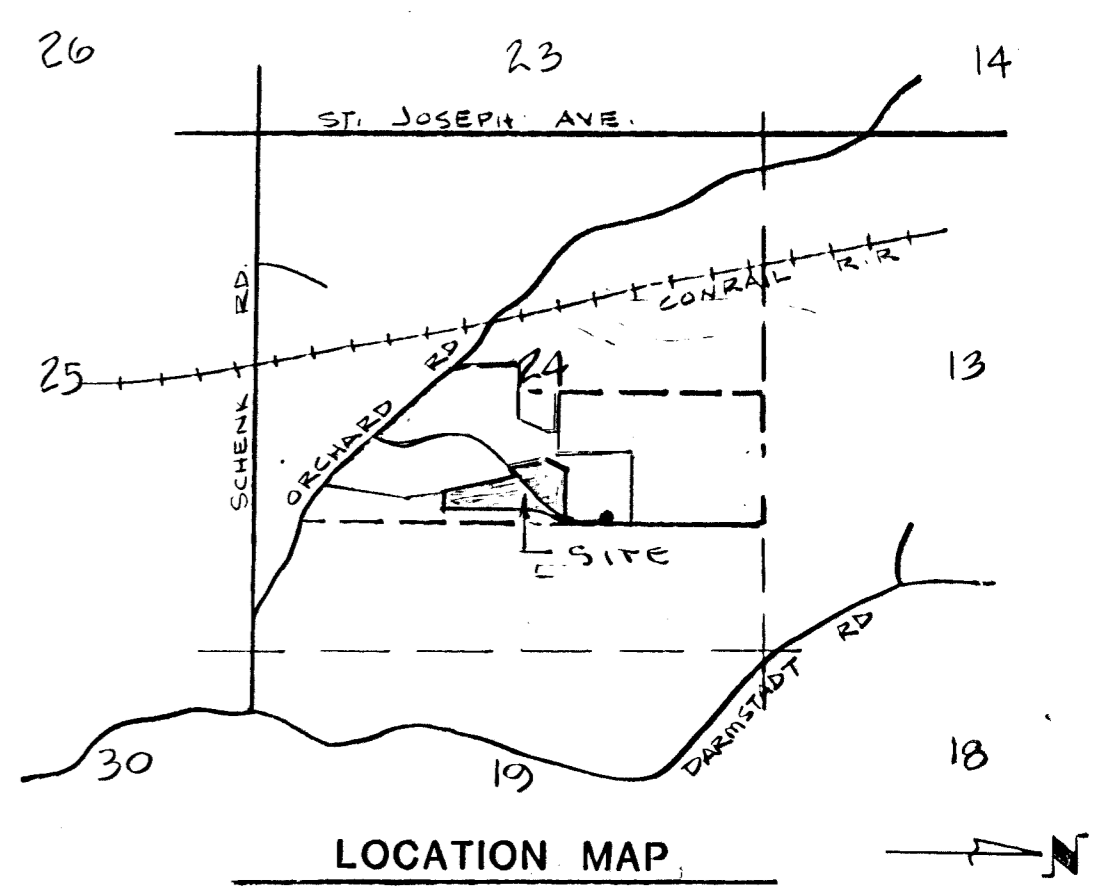 26
23
14
ST. JOSEPH AVE.
SCHENK RD.
CONRAIL R.R
25
ORCHARD RD
24
13
SITE
DARMSTADT RD
30
19
18
LOCATION MAP
N